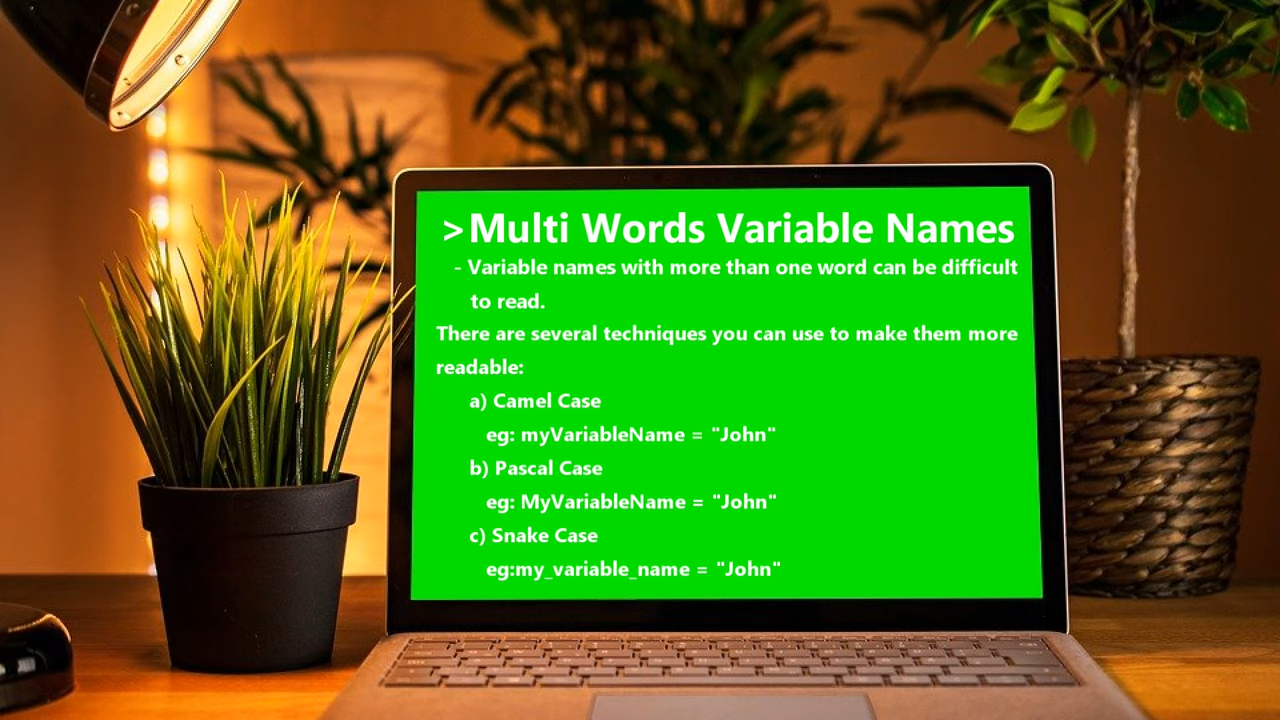 >Multi Words Variable Names
- Variable names with more than one word can be difficult
to read.
There are several techniques you can use to make them more
readable:
a) Camel Case
eg: myVariableName = "John"
b) Pascal Case
eg: MyVariableName = "John"
c) Snake Case
eg:my_variable_name = "John"